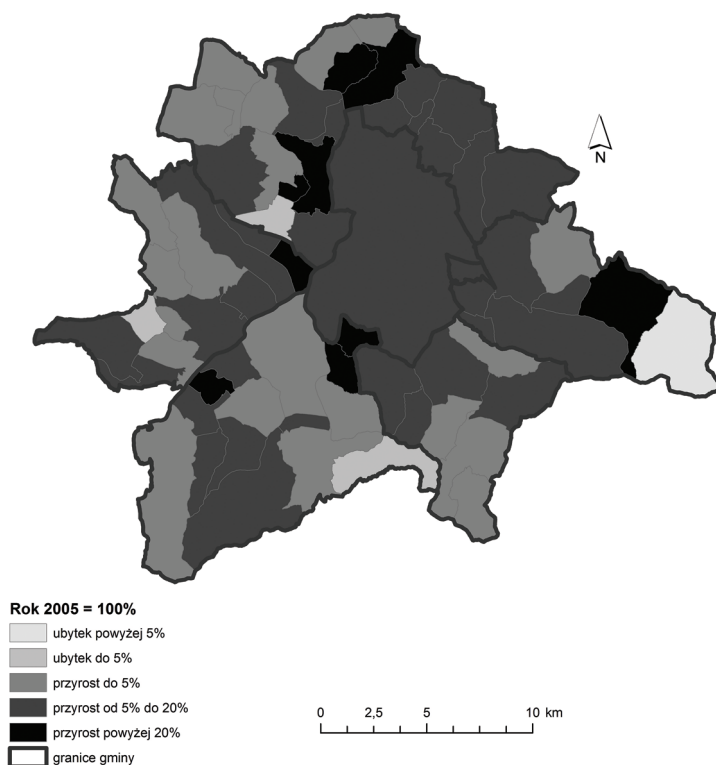 N
Rok 2005 = 100%
ubytek powyżej 5%
ubytek do 5%
przyrost do 5%
przyrost od 5% do 20%
przyrost powyżej 20%
granice gminy
0 2,5 5 10 km